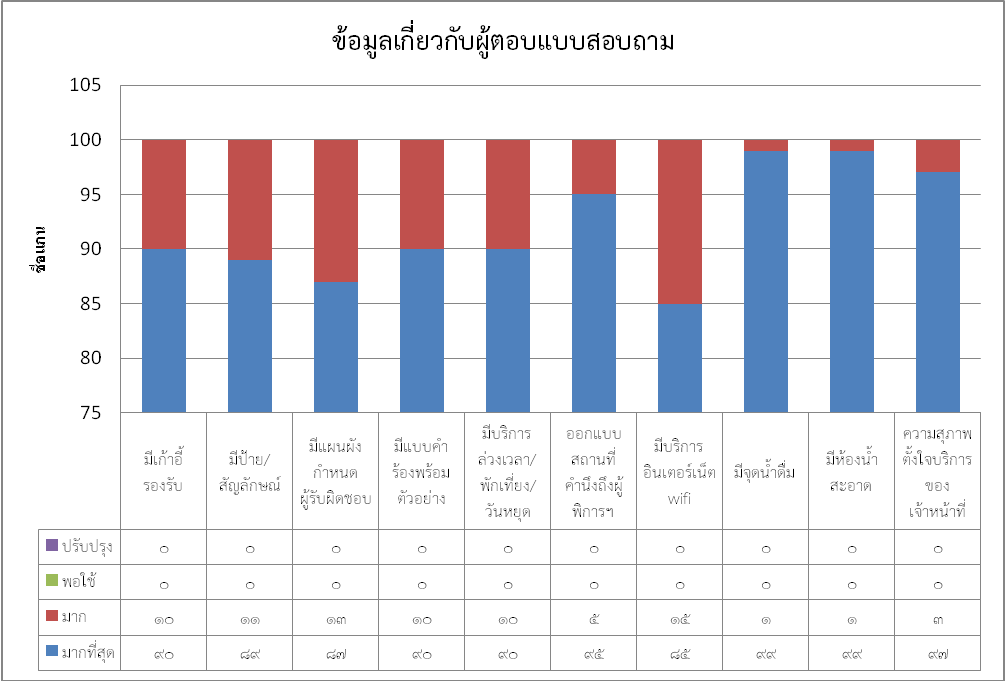 ข้อมูลเกี่ยวกับผู้ตอบแบบสอบถาม
105
100
95
90
85
80
75
ชื่อแกน
มีเก้าอี้
รองรับ
มีป้าย/
สัญลักษณ์
มีแผนผัง
กำหนด
ผู้รับผิดชอบ
มีแบบคำ
ร้องพร้อม
ตัวอย่าง
มีบริการ
ล่วงเวลา/
พักเที่ยง/
วันหยุด
ออกแบบ
สถานที่
คำนึงถึงผู้
พิการฯ
มีบริการ
อินเตอร์เน็ต
wifi
มีจุดน้ำดื่ม
มีห้องน้ำ
สะอาด
ความสุภาพ
ตั้งใจบริการ
ของ
เจ้าหน้าที่
ปรับปรุง ๐ ๐ ๐ ๐ ๐ ๐ ๐ ๐ ๐ ๐
พอใช้ ๐ ๐ ๐ ๐ ๐ ๐ ๐ ๐ ๐ ๐
มาก ๑๐ ๑๑ ๑๓ ๑๐ ๑๐ ๕ ๑๕ ๑ ๑ ๓
มากที่สุด ๙๐ ๘๙ ๘๗ ๙๐ ๙๐ ๙๕ ๘๕ ๙๙ ๙๙ ๙๗